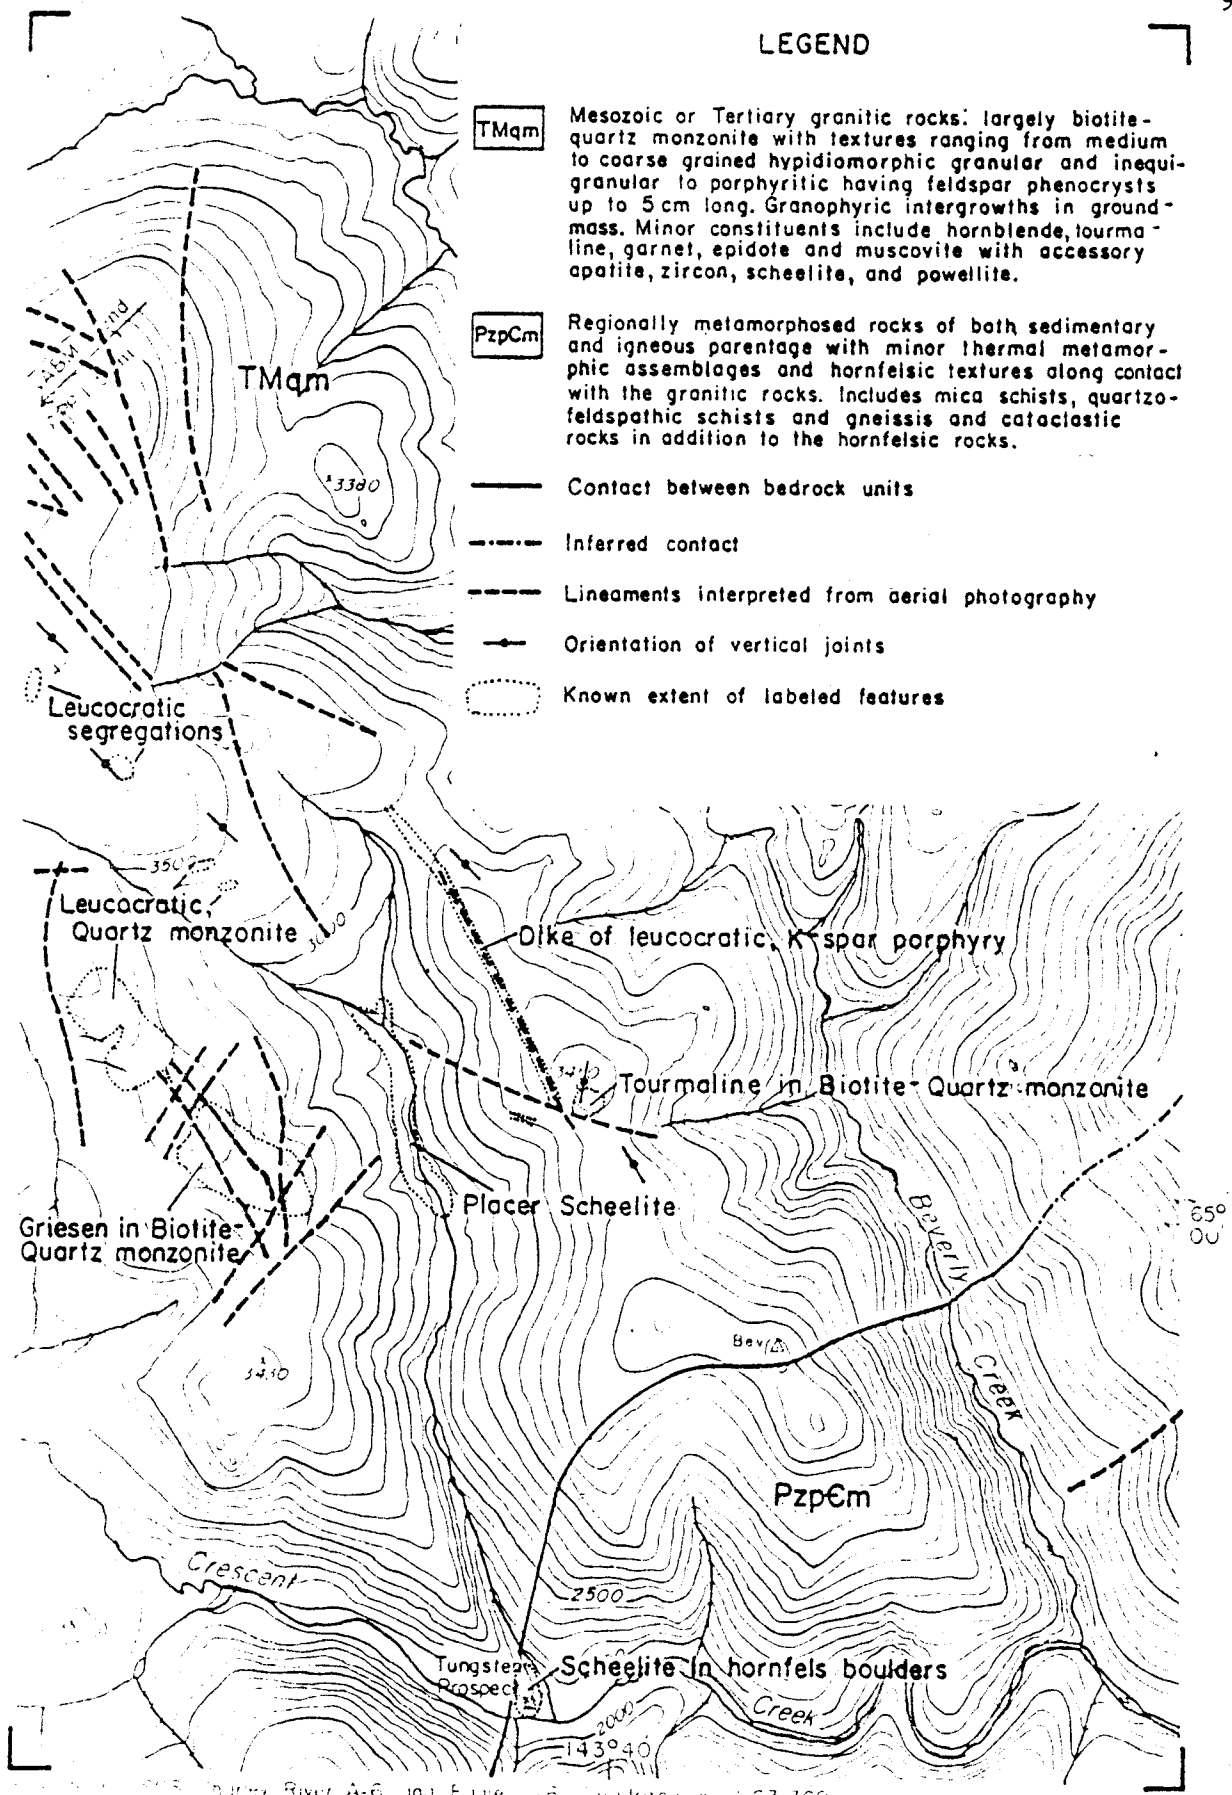 LEGEND
TMqm
Mesozoic or Tertiary granitic rocks: largely biotite-
quartz monzonite with textures ranging from medium
to coarse grained hypidiomorphic granular and inequi-
granular to porphyritic having feldspar phenocrysts
up to 5 cm long. Granophyric intergrowths in ground-
mass. Minor constituents include hornblende, tourma-
line, garnet, epidote and muscovite with accessory
apatite, zircon, scheelite, and powellite.
PzpCm
Regionally metamorphosed rocks of both sedimentary
and igneous parentage with minor thermal metamor-
phic assemblages and hornfelsic textures along contact
with the granitic rocks. Includes mica schists, quartzo-
feldspathic schists and gneissis and cataclastic
rocks in addition to the hornfelsic rocks.
Contact between bedrock units
Inferred contact
Lineaments interpreted from aerial photography
Orientation of vertical joints
Known extent of labeled features
TMqm
3380
Leucocratic
segregations
350
Leucocratic,
Quartz monzonite
3000
Dike of leucocratic, K-spar porphyry
Tourmaline in Biotite-Quartz monzonite
Placer Scheelite
Griesen in Biotite-
Quartz monzonite
Beverly
Creek
65°
00'
Bev
3430
PzpЄm
Crescent
2500
Tungsten
Prospect
Scheelite in hornfels boulders
Creek
2000
143°40
River A-6